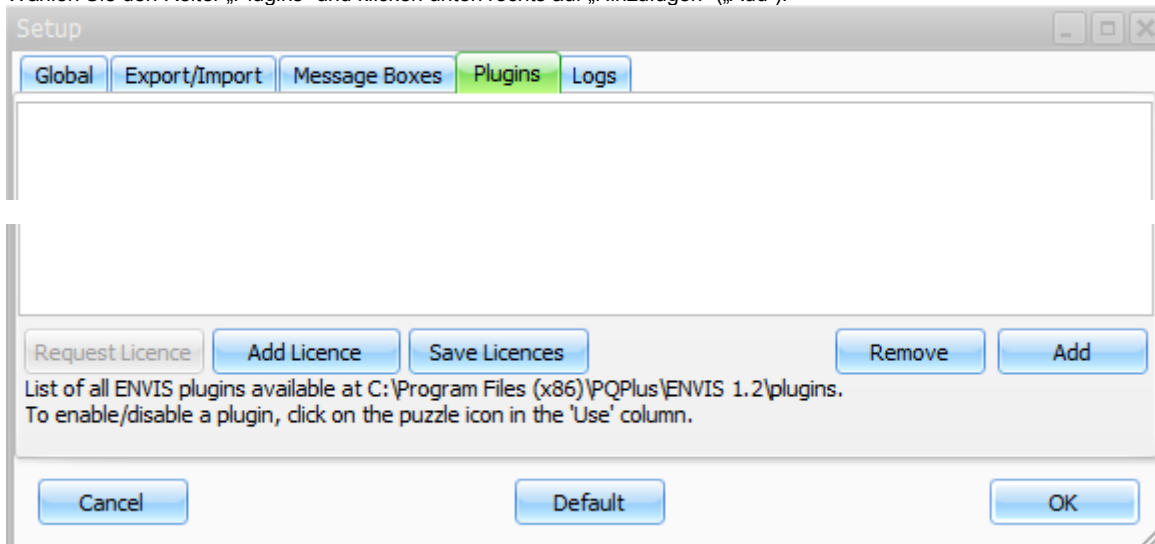 Setup
Global Export/Import Message Boxes Plugins Logs
Request Licence Add Licence Save Licences Remove Add
List of all ENVIS plugins available at C:\Program Files (x86)\PQPlus\ENVIS 1.2\plugins.
To enable/disable a plugin, click on the puzzle icon in the 'Use' column.
Cancel Default OK